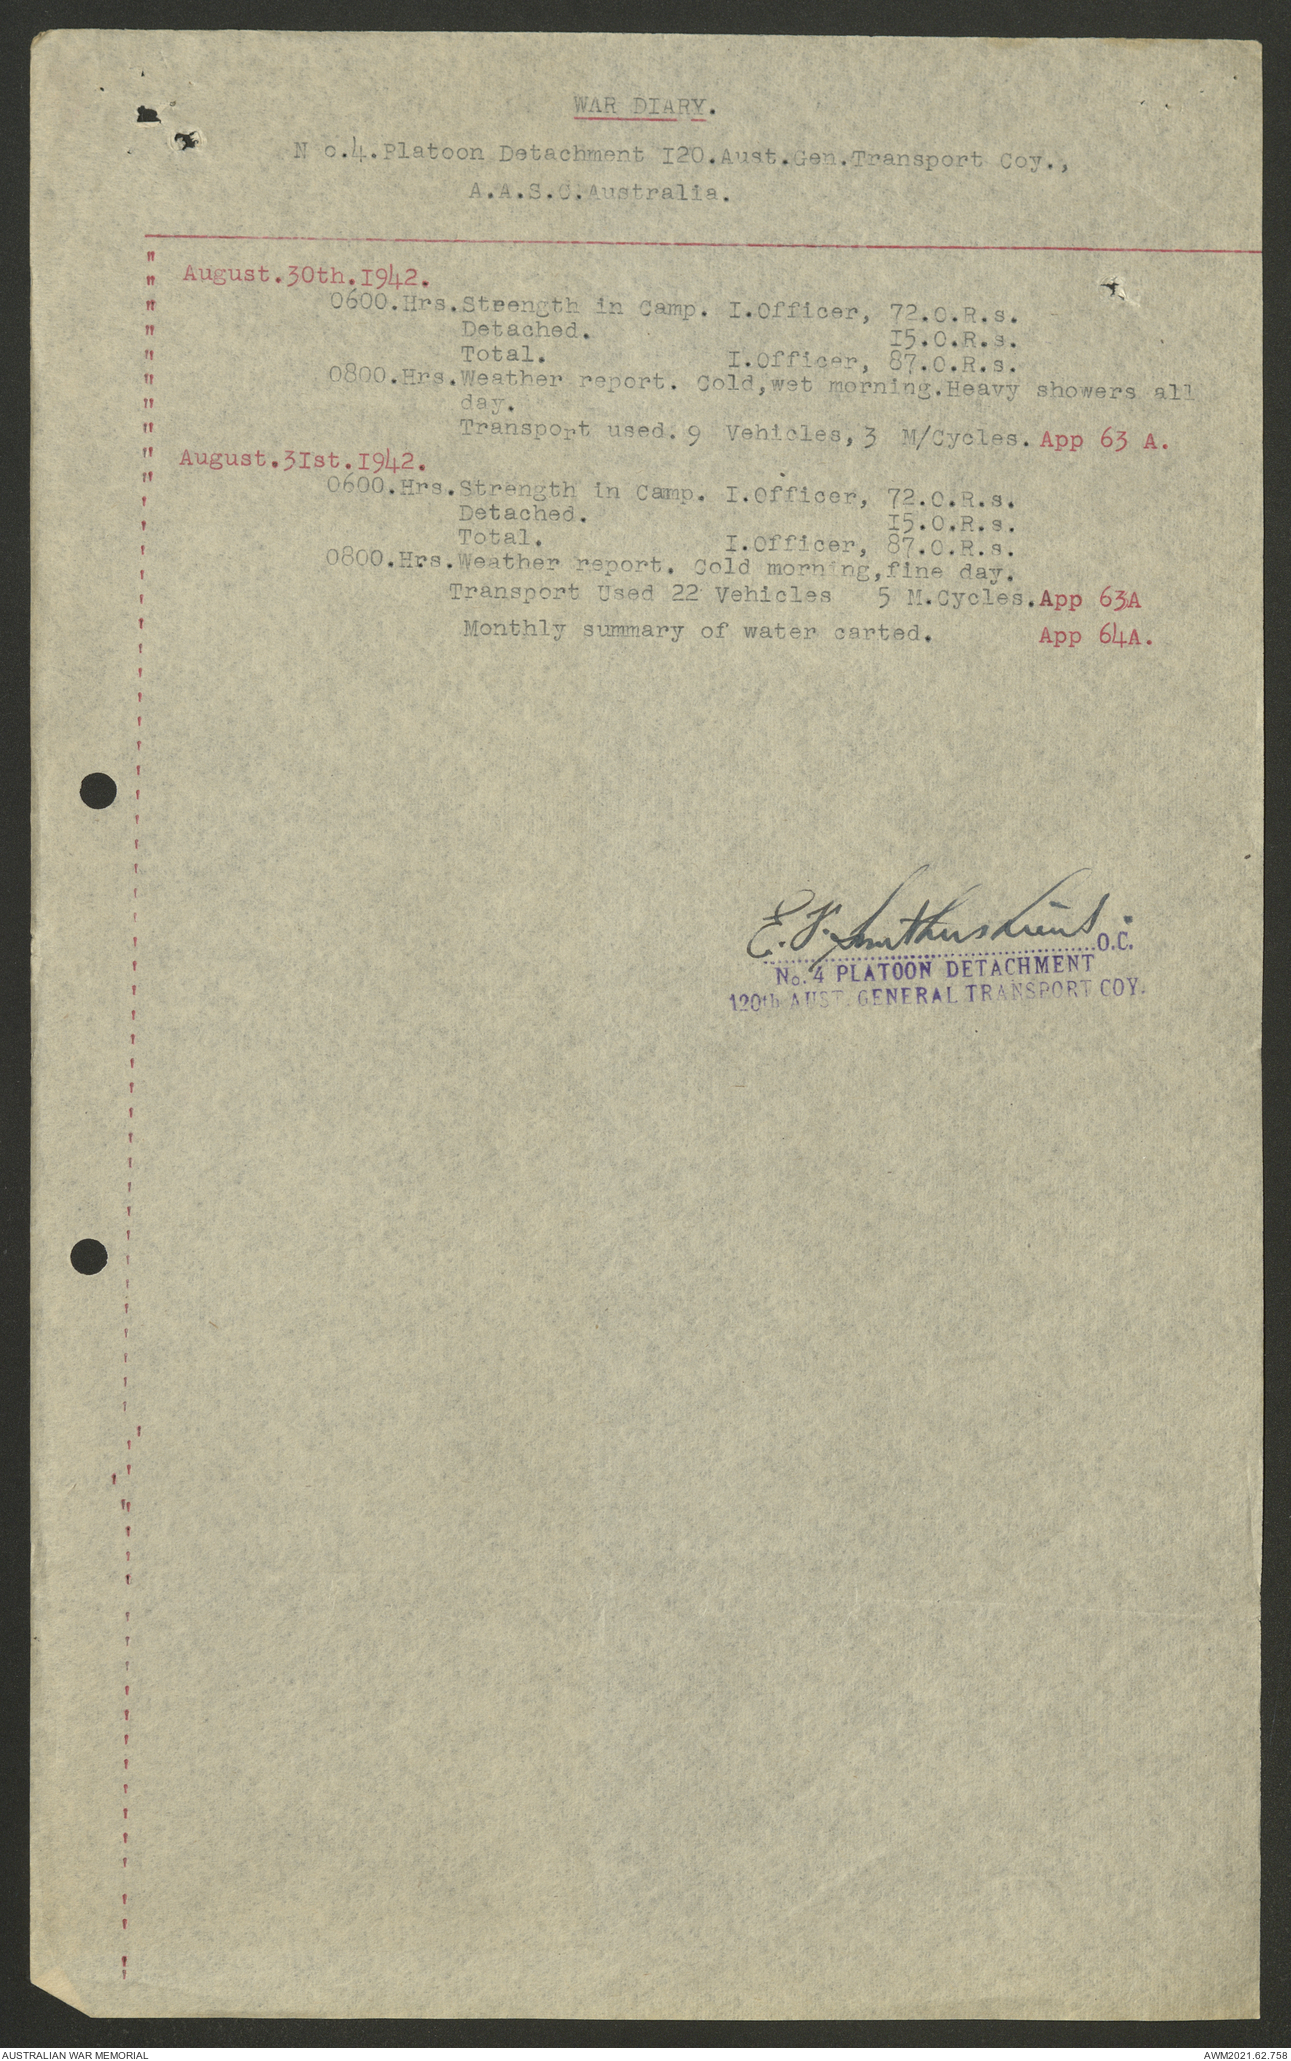 WAR DIARY.
N o.4.Platoon Detachment I20.Aust.Gen.Transport Coy.,
A.A.S.C.Australia.
August.30th.I942.
0600.Hrs.Strength in Camp. I.Officer, 72.O.R.s.
Detached. I5.O.R.s.
Total. I.Officer, 87.O.R.s.
0800.Hrs.Weather report. Cold,wet morning.Heavy showers all
day.
Transport used. 9 Vehicles, 3 M/Cycles. App 63 A.
August.3Ist.I942.
0600.Hrs.Strength in Camp. I.Officer, 72.O.R.s.
Detached. I5.O.R.s.
Total. I.Officer, 87.O.R.s.
0800.Hrs.Weather report. Cold morning,fine day.
Transport Used 22 Vehicles 5 M.Cycles.App 63A
Monthly summary of water carted. App 64A.
E. F. Lieut.
O.C.
No. 4 PLATOON DETACHMENT
120th AUST. GENERAL TRANSPORT COY.
AUSTRALIAN WAR MEMORIAL AWM2021.62.758